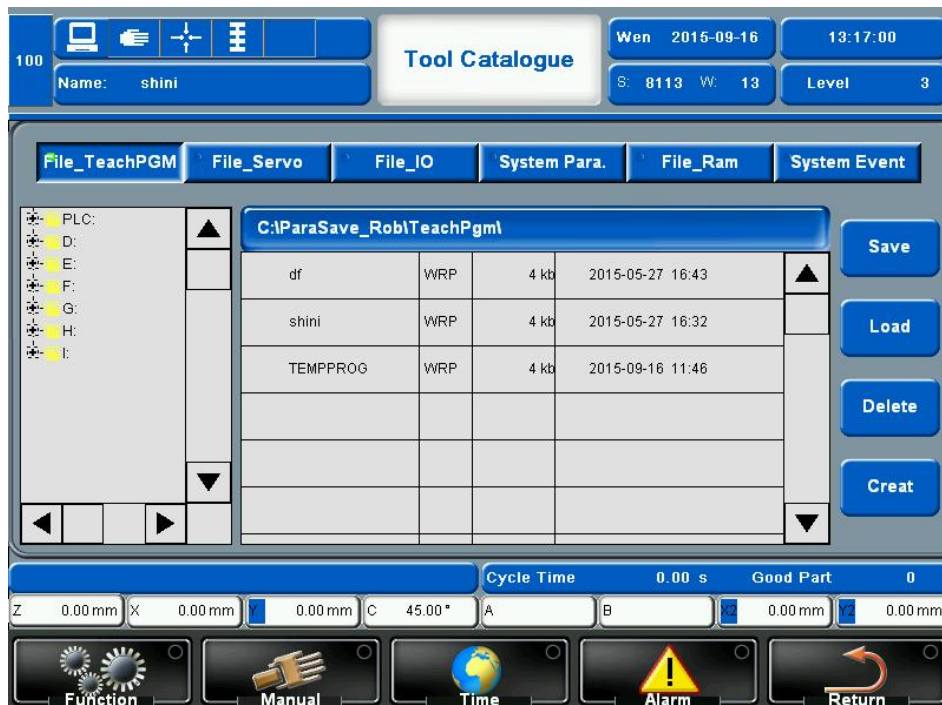 100
Name: shini
Tool Catalogue
Wen 2015-09-16
13:17:00
S: 8113 W: 13
Level 3
File_TeachPGM File_Servo File_IO System Para. File_Ram System Event
PLC:
D:
E:
F:
G:
H:
I:
C:\ParaSave_Rob\TeachPgm\
df WRP 4 kb 2015-05-27 16:43
shini WRP 4 kb 2015-05-27 16:32
TEMPPROG WRP 4 kb 2015-09-16 11:46
Save
Load
Delete
Creat
Cycle Time 0.00 s Good Part 0
Z 0.00 mm X 0.00 mm Y 0.00 mm C 45.00 ° A B X2 0.00 mm Y2 0.00 mm
Function Manual Time Alarm Return